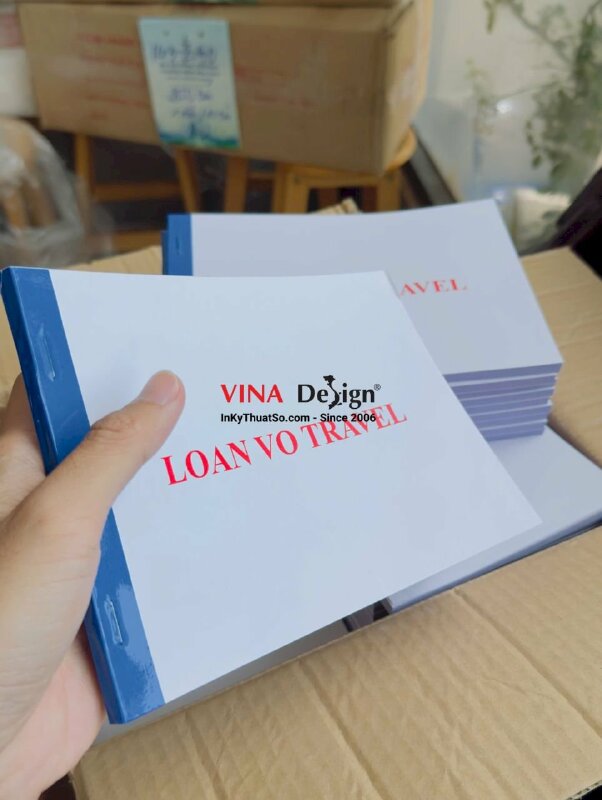 AVEL
VINA Design®
InKyThuatSo.com - Since 2006
LOAN VO TRAVEL